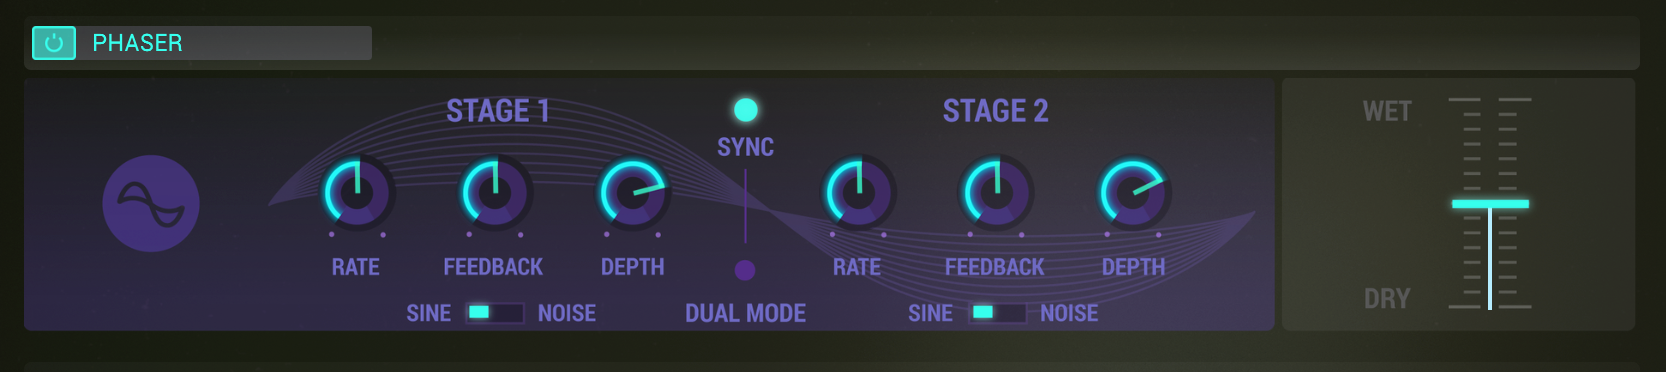 PHASER
STAGE 1
SYNC
STAGE 2
RATE FEEDBACK DEPTH
RATE FEEDBACK DEPTH
SINE NOISE
DUAL MODE
SINE NOISE
WET
DRY